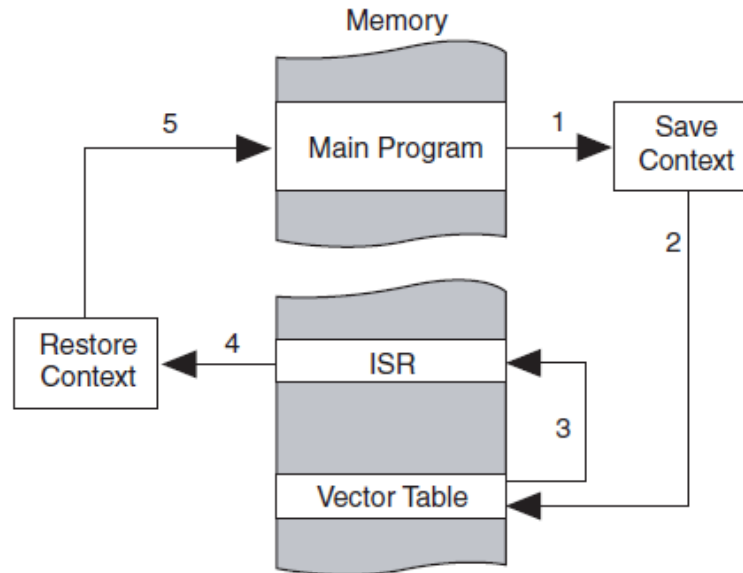 Memory
5
Main Program
1
Save
Context
2
Restore
Context
4
ISR
3
Vector Table